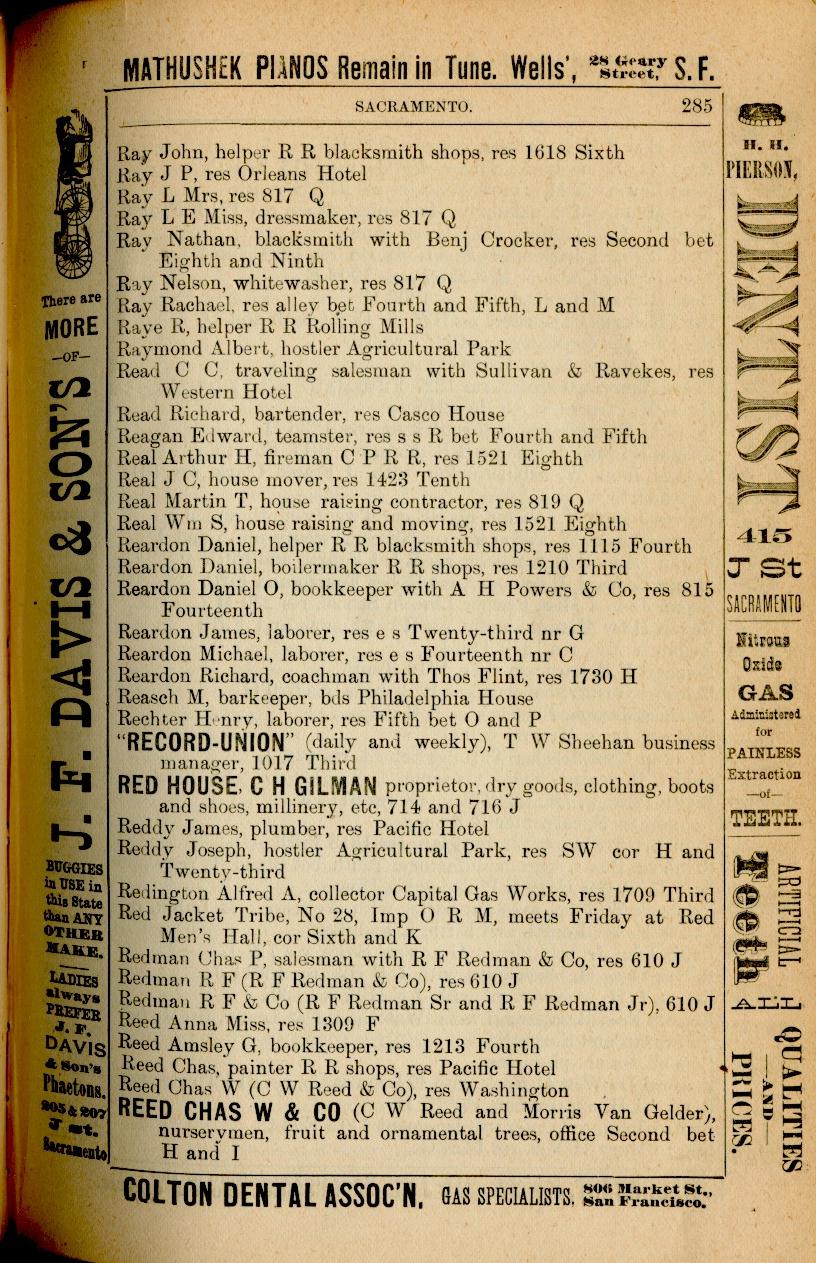 MATHUSHEK PIANOS Remain in Tune. Wells', 28 Geary Street, S. F.
SACRAMENTO. 285
Ray John, helper R R blacksmith shops, res 1618 Sixth
Ray J P, res Orleans Hotel
Ray L Mrs, res 817 Q
Ray L E Miss, dressmaker, res 817 Q
Ray Nathan, blacksmith with Benj Crocker, res Second bet
Eighth and Ninth
Ray Nelson, whitewasher, res 817 Q
Ray Rachael, res alley bet Fourth and Fifth, L and M
Raye R, helper R R Rolling Mills
Raymond Albert, hostler Agricultural Park
Read C C, traveling salesman with Sullivan & Ravekes, res
Western Hotel
Read Richard, bartender, res Casco House
Reagan Edward, teamster, res s s R bet Fourth and Fifth
Real Arthur H, fireman C P R R, res 1521 Eighth
Real J C, house mover, res 1423 Tenth
Real Martin T, house raising contractor, res 819 Q
Real Wm S, house raising and moving, res 1521 Eighth
Reardon Daniel, helper R R blacksmith shops, res 1115 Fourth
Reardon Daniel, boilermaker R R shops, res 1210 Third
Reardon Daniel O, bookkeeper with A H Powers & Co, res 815
Fourteenth
Reardon James, laborer, res e s Twenty-third nr G
Reardon Michael, laborer, res e s Fourteenth nr C
Reardon Richard, coachman with Thos Flint, res 1730 H
Reasch M, barkeeper, bds Philadelphia House
Rechter Henry, laborer, res Fifth bet O and P
"RECORD-UNION" (daily and weekly), T W Sheehan business
manager, 1017 Third
RED HOUSE, C H GILMAN proprietor, dry goods, clothing, boots
and shoes, millinery, etc, 714 and 716 J
Reddy James, plumber, res Pacific Hotel
Reddy Joseph, hostler Agricultural Park, res SW cor H and
Twenty-third
Redington Alfred A, collector Capital Gas Works, res 1709 Third
Red Jacket Tribe, No 28, Imp O R M, meets Friday at Red
Men's Hall, cor Sixth and K
Redman Chas P, salesman with R F Redman & Co, res 610 J
Redman R F (R F Redman & Co), res 610 J
Redman R F & Co (R F Redman Sr and R F Redman Jr), 610 J
Reed Anna Miss, res 1309 F
Reed Amsley G, bookkeeper, res 1213 Fourth
Reed Chas, painter R R shops, res Pacific Hotel
Reed Chas W (C W Reed & Co), res Washington
REED CHAS W & CO (C W Reed and Morris Van Gelder),
nurserymen, fruit and ornamental trees, office Second bet
H and I
COLTON DENTAL ASSOC'N, GAS SPECIALISTS, 806 Market St., San Francisco.
There are
MORE
—OF—
J. F. DAVIS & SON'S
BUGGIES
in USE in
this State
than ANY
OTHER
MAKE.
LADIES
always
PREFER
J. F.
DAVIS
& Son's
Phaetons.
205 & 207
J st.
Sacramento
H. H.
PIERSON,
DENTIST
415
J St
SACRAMENTO
Nitrous
Oxide
GAS
Administered
for
PAINLESS
Extraction
—of—
TEETH.
ARTIFICIAL
Teeth
ALL
QUALITIES
—AND—
PRICES.